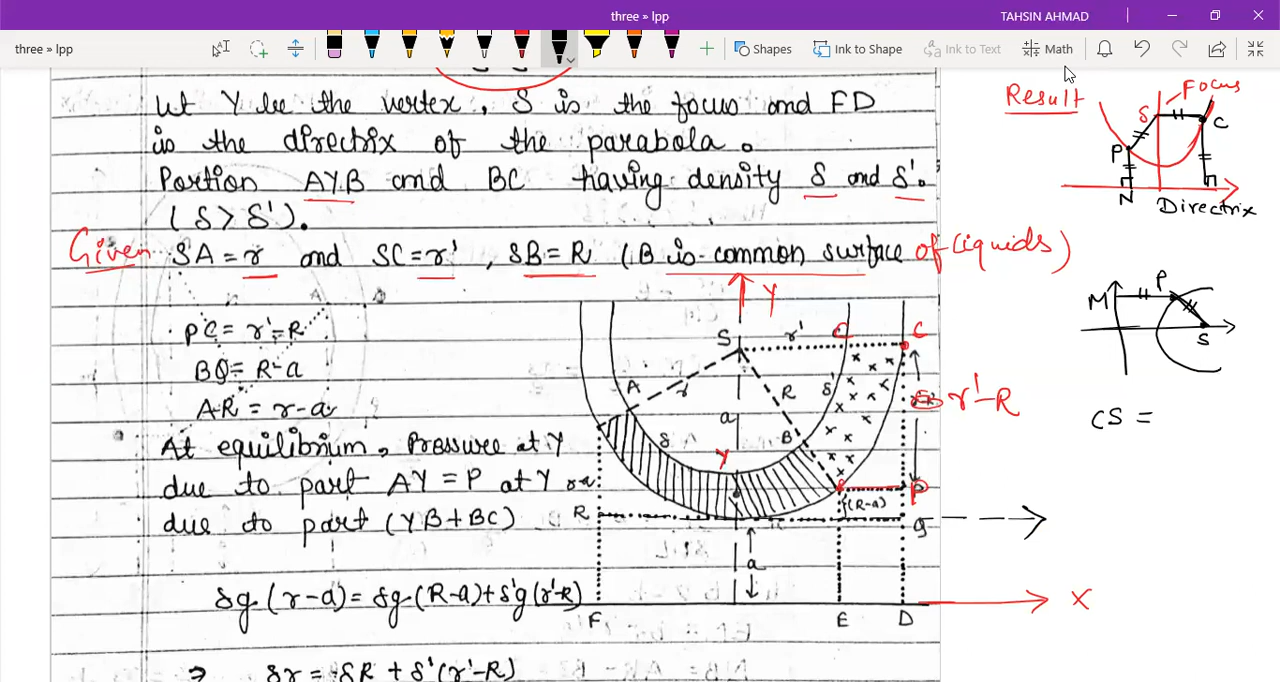 three » lpp
TAHSIN AHMAD
three » lpp
Shapes
Ink to Shape
Ink to Text
Math
Let Y be the vertex, S is the focus and FD
is the directrix of the parabola.
Portion AYB and BC having density δ and δ'.
(δ > δ').
Given SA = r and SC = r', SB = R (B is common surface of liquids)
PC = r' - R
BQ = R - a
AR = r - a
At equilibrium, Pressure at Y
due to part AY = P at Y
due to part (YB + BC)
δg (r - a) = δg (R - a) + δ'g (r' - R)
⇒ δr = δR + δ' (r' - R)
Y
S
r'
C
C
A
r
R
δ'
r' - R
a
δ
B
Y
P
(R - a)
R
q
a
F
E
D
X
Result
Focus
S
P
C
N
Directrix
M
P
S
CS =